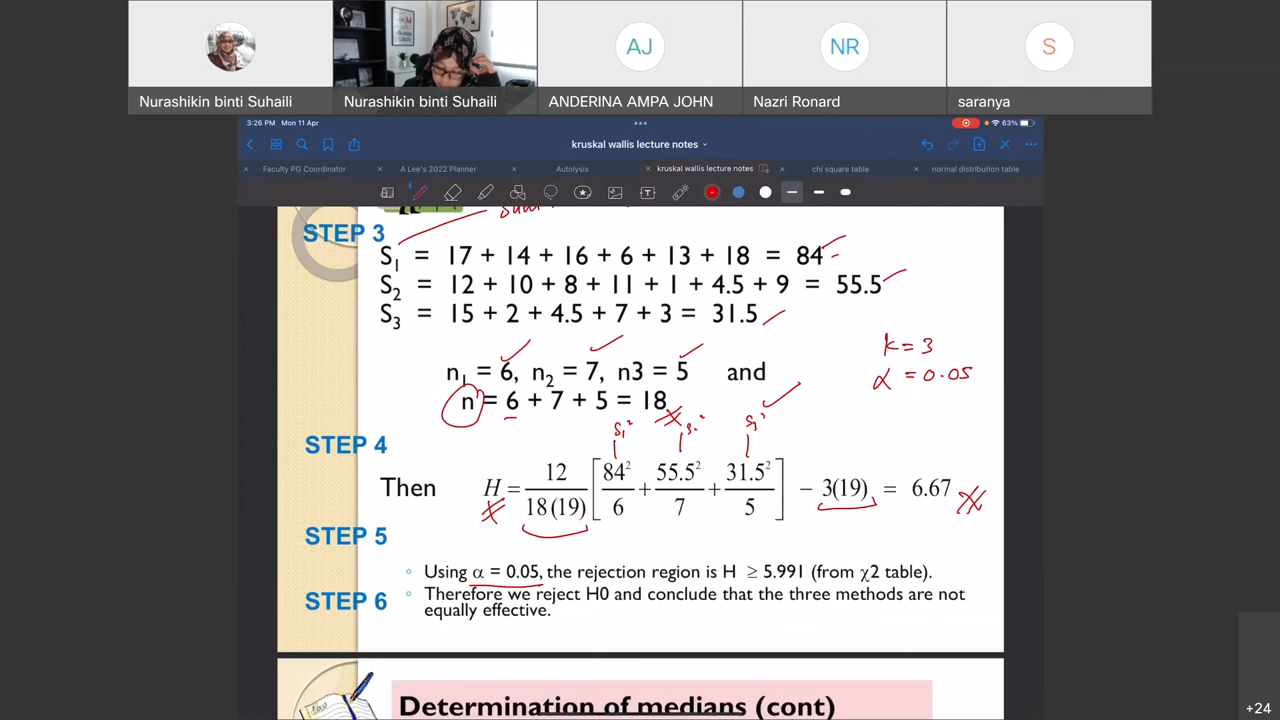 AJ
NR
S
Nurashikin binti Suhaili
Nurashikin binti Suhaili
ANDERINA AMPA JOHN
Nazri Ronard
saranya
3:26 PM Mon 11 Apr
63%
kruskal wallis lecture notes
Faculty PG Coordinator
A Lee's 2022 Planner
Autolysis
kruskal wallis lecture notes
chi square table
normal distribution table
STEP 3
S1 = 17 + 14 + 16 + 6 + 13 + 18 = 84
S2 = 12 + 10 + 8 + 11 + 1 + 4.5 + 9 = 55.5
S3 = 15 + 2 + 4.5 + 7 + 3 = 31.5
k = 3
α = 0.05
n1 = 6, n2 = 7, n3 = 5 and
n = 6 + 7 + 5 = 18
S1² S2² S3²
STEP 4
Then H = 12/18(19) [84²/6 + 55.5²/7 + 31.5²/5] − 3(19) = 6.67
STEP 5
Using α = 0.05, the rejection region is H ≥ 5.991 (from χ2 table).
STEP 6
Therefore we reject H0 and conclude that the three methods are not
equally effective.
Determination of medians (cont)
+24